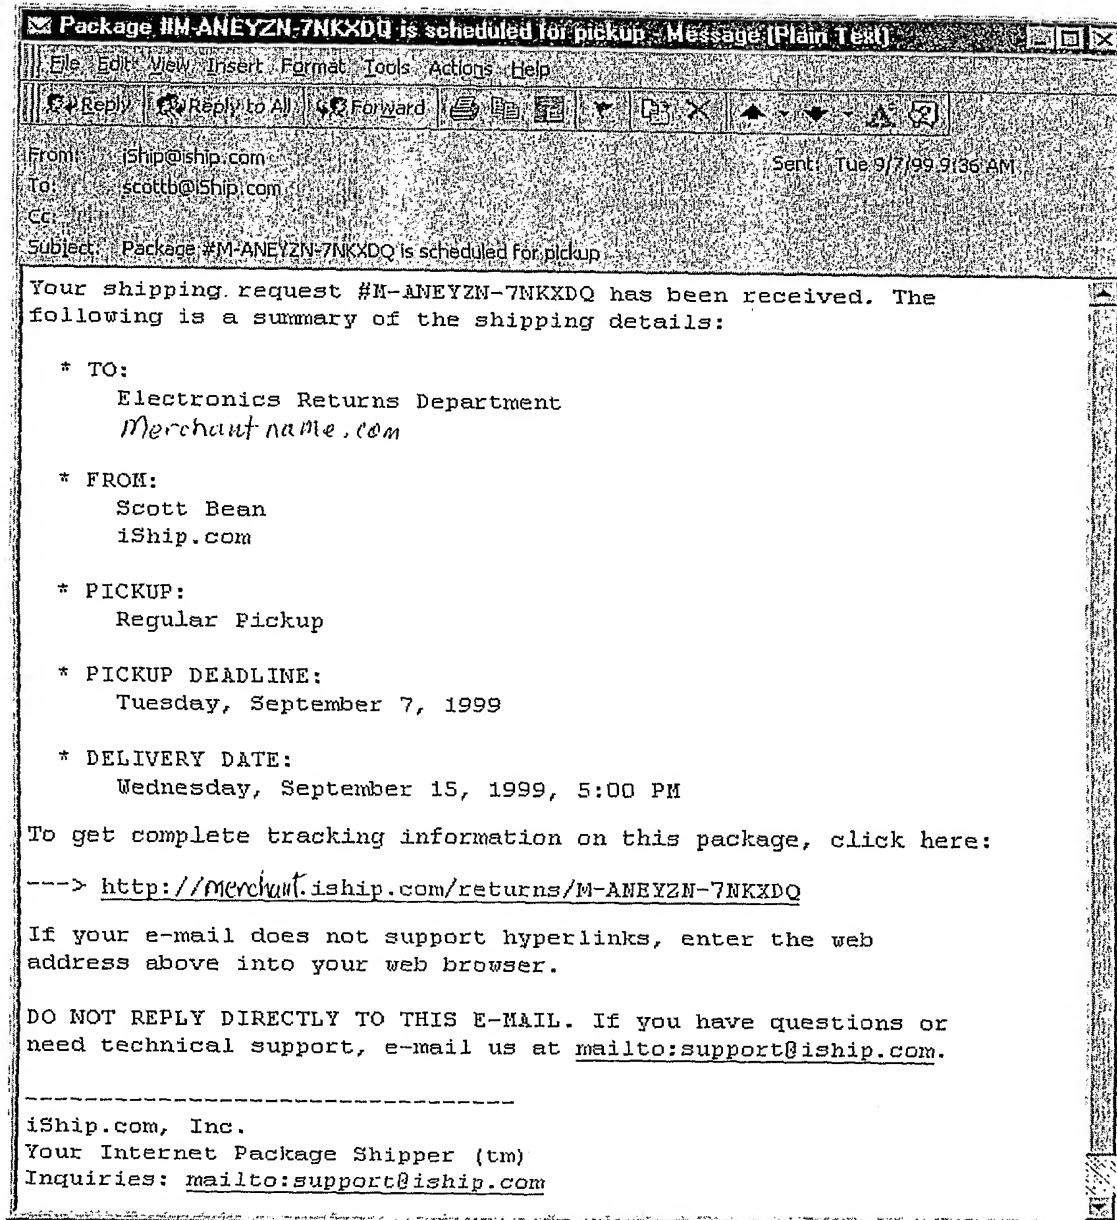 Package #M-ANEYZN-7NKXDQ is scheduled for pickup - Message (Plain Text)
File Edit View Insert Format Tools Actions Help
Reply Reply to All Forward
From: iShip@iship.com Sent: Tue 9/7/99 9:36 AM
To: scottb@iShip.com
Cc:
Subject: Package #M-ANEYZN-7NKXDQ is scheduled for pickup
Your shipping request #M-ANEYZN-7NKXDQ has been received. The
following is a summary of the shipping details:
* TO:
Electronics Returns Department
Merchantname.com
* FROM:
Scott Bean
iShip.com
* PICKUP:
Regular Pickup
* PICKUP DEADLINE:
Tuesday, September 7, 1999
* DELIVERY DATE:
Wednesday, September 15, 1999, 5:00 PM
To get complete tracking information on this package, click here:
---> http://merchant.iship.com/returns/M-ANEYZN-7NKXDQ
If your e-mail does not support hyperlinks, enter the web
address above into your web browser.
DO NOT REPLY DIRECTLY TO THIS E-MAIL. If you have questions or
need technical support, e-mail us at mailto:support@iship.com.
---------------------------------
iShip.com, Inc.
Your Internet Package Shipper (tm)
Inquiries: mailto:support@iship.com